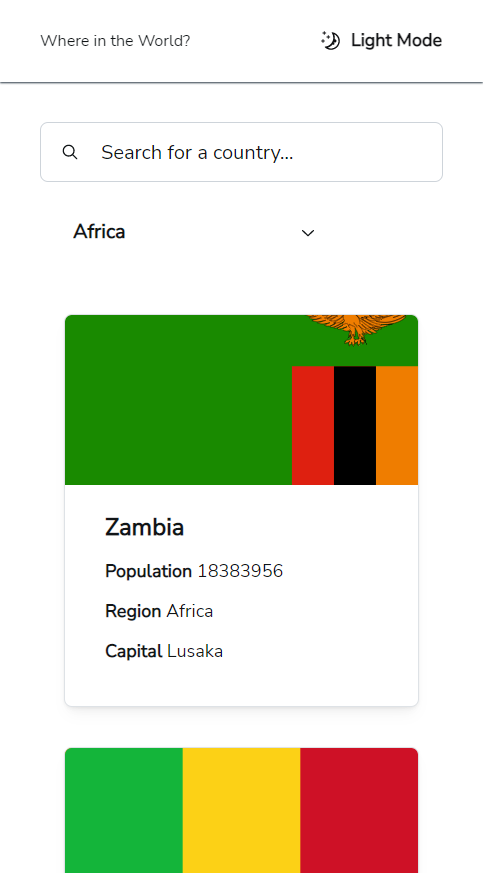 Where in the World?
Light Mode
Search for a country...
Africa
Zambia
Population 18383956
Region Africa
Capital Lusaka